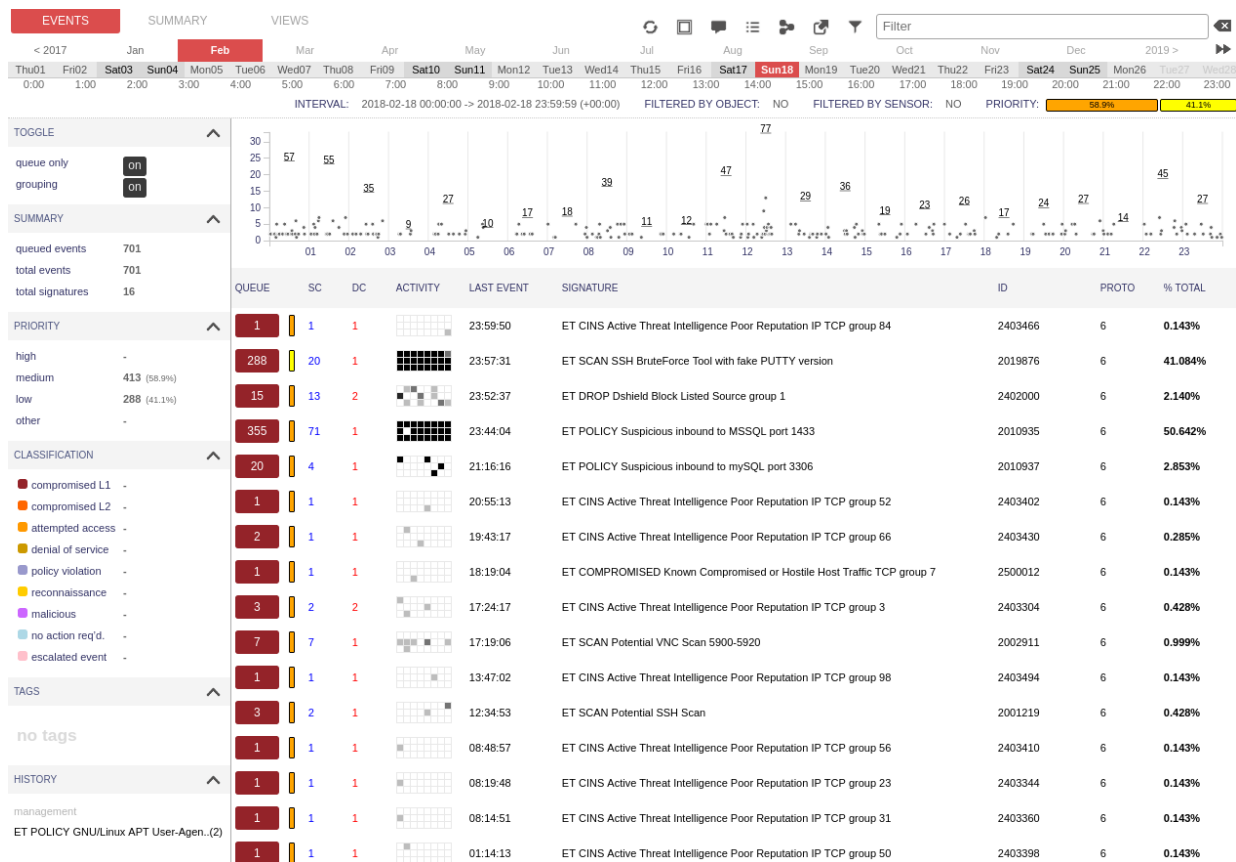 EVENTS SUMMARY VIEWS Filter
< 2017 Jan Feb Mar Apr May Jun Jul Aug Sep Oct Nov Dec 2019 >
Thu01 Fri02 Sat03 Sun04 Mon05 Tue06 Wed07 Thu08 Fri09 Sat10 Sun11 Mon12 Tue13 Wed14 Thu15 Fri16 Sat17 Sun18 Mon19 Tue20 Wed21 Thu22 Fri23 Sat24 Sun25 Mon26 Tue27 Wed28
0:00 1:00 2:00 3:00 4:00 5:00 6:00 7:00 8:00 9:00 10:00 11:00 12:00 13:00 14:00 15:00 16:00 17:00 18:00 19:00 20:00 21:00 22:00 23:00
INTERVAL: 2018-02-18 00:00:00 -> 2018-02-18 23:59:59 (+00:00) FILTERED BY OBJECT: NO FILTERED BY SENSOR: NO PRIORITY: 58.9% 41.1%
TOGGLE
queue only on
grouping on
SUMMARY
queued events 701
total events 701
total signatures 16
PRIORITY
high -
medium 413 (58.9%)
low 288 (41.1%)
other -
CLASSIFICATION
compromised L1 -
compromised L2 -
attempted access -
denial of service -
policy violation -
reconnaissance -
malicious -
no action req'd. -
escalated event -
TAGS
no tags
HISTORY
management
ET POLICY GNU/Linux APT User-Agen..(2)
30
25
20
15
10
5
0
57 55 35 9 27 10 17 18 39 11 12 47 77 29 36 19 23 26 17 24 27 14 45 27
01 02 03 04 05 06 07 08 09 10 11 12 13 14 15 16 17 18 19 20 21 22 23
QUEUE SC DC ACTIVITY LAST EVENT SIGNATURE ID PROTO % TOTAL
1 1 1 23:59:50 ET CINS Active Threat Intelligence Poor Reputation IP TCP group 84 2403466 6 0.143%
288 20 1 23:57:31 ET SCAN SSH BruteForce Tool with fake PUTTY version 2019876 6 41.084%
15 13 2 23:52:37 ET DROP Dshield Block Listed Source group 1 2402000 6 2.140%
355 71 1 23:44:04 ET POLICY Suspicious inbound to MSSQL port 1433 2010935 6 50.642%
20 4 1 21:16:16 ET POLICY Suspicious inbound to mySQL port 3306 2010937 6 2.853%
1 1 1 20:55:13 ET CINS Active Threat Intelligence Poor Reputation IP TCP group 52 2403402 6 0.143%
2 1 1 19:43:17 ET CINS Active Threat Intelligence Poor Reputation IP TCP group 66 2403430 6 0.285%
1 1 1 18:19:04 ET COMPROMISED Known Compromised or Hostile Host Traffic TCP group 7 2500012 6 0.143%
3 2 2 17:24:17 ET CINS Active Threat Intelligence Poor Reputation IP TCP group 3 2403304 6 0.428%
7 7 1 17:19:06 ET SCAN Potential VNC Scan 5900-5920 2002911 6 0.999%
1 1 1 13:47:02 ET CINS Active Threat Intelligence Poor Reputation IP TCP group 98 2403494 6 0.143%
3 2 1 12:34:53 ET SCAN Potential SSH Scan 2001219 6 0.428%
1 1 1 08:48:57 ET CINS Active Threat Intelligence Poor Reputation IP TCP group 56 2403410 6 0.143%
1 1 1 08:19:48 ET CINS Active Threat Intelligence Poor Reputation IP TCP group 23 2403344 6 0.143%
1 1 1 08:14:51 ET CINS Active Threat Intelligence Poor Reputation IP TCP group 31 2403360 6 0.143%
1 1 1 01:14:13 ET CINS Active Threat Intelligence Poor Reputation IP TCP group 50 2403398 6 0.143%